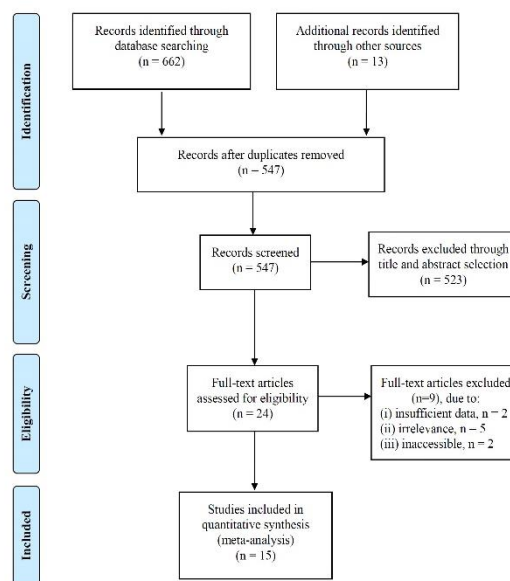 Identification
Records identified through
database searching
(n = 662)
Additional records identified
through other sources
(n = 13)
Records after duplicates removed
(n – 547)
Screening
Records screened
n = 547)
Records excluded through
title and abstract selection
(n = 523)
Eligibility
Full-text articles
assessed for eligibility
(n = 24)
Full-text articles excluded
(n=9), due to:
(i) insufficient data, n = 2
(ii) irrelevance, n – 5
(iii) inaccessible, n = 2
Included
Studies included in
quantitative synthesis
(meta-analysis)
n = 15)